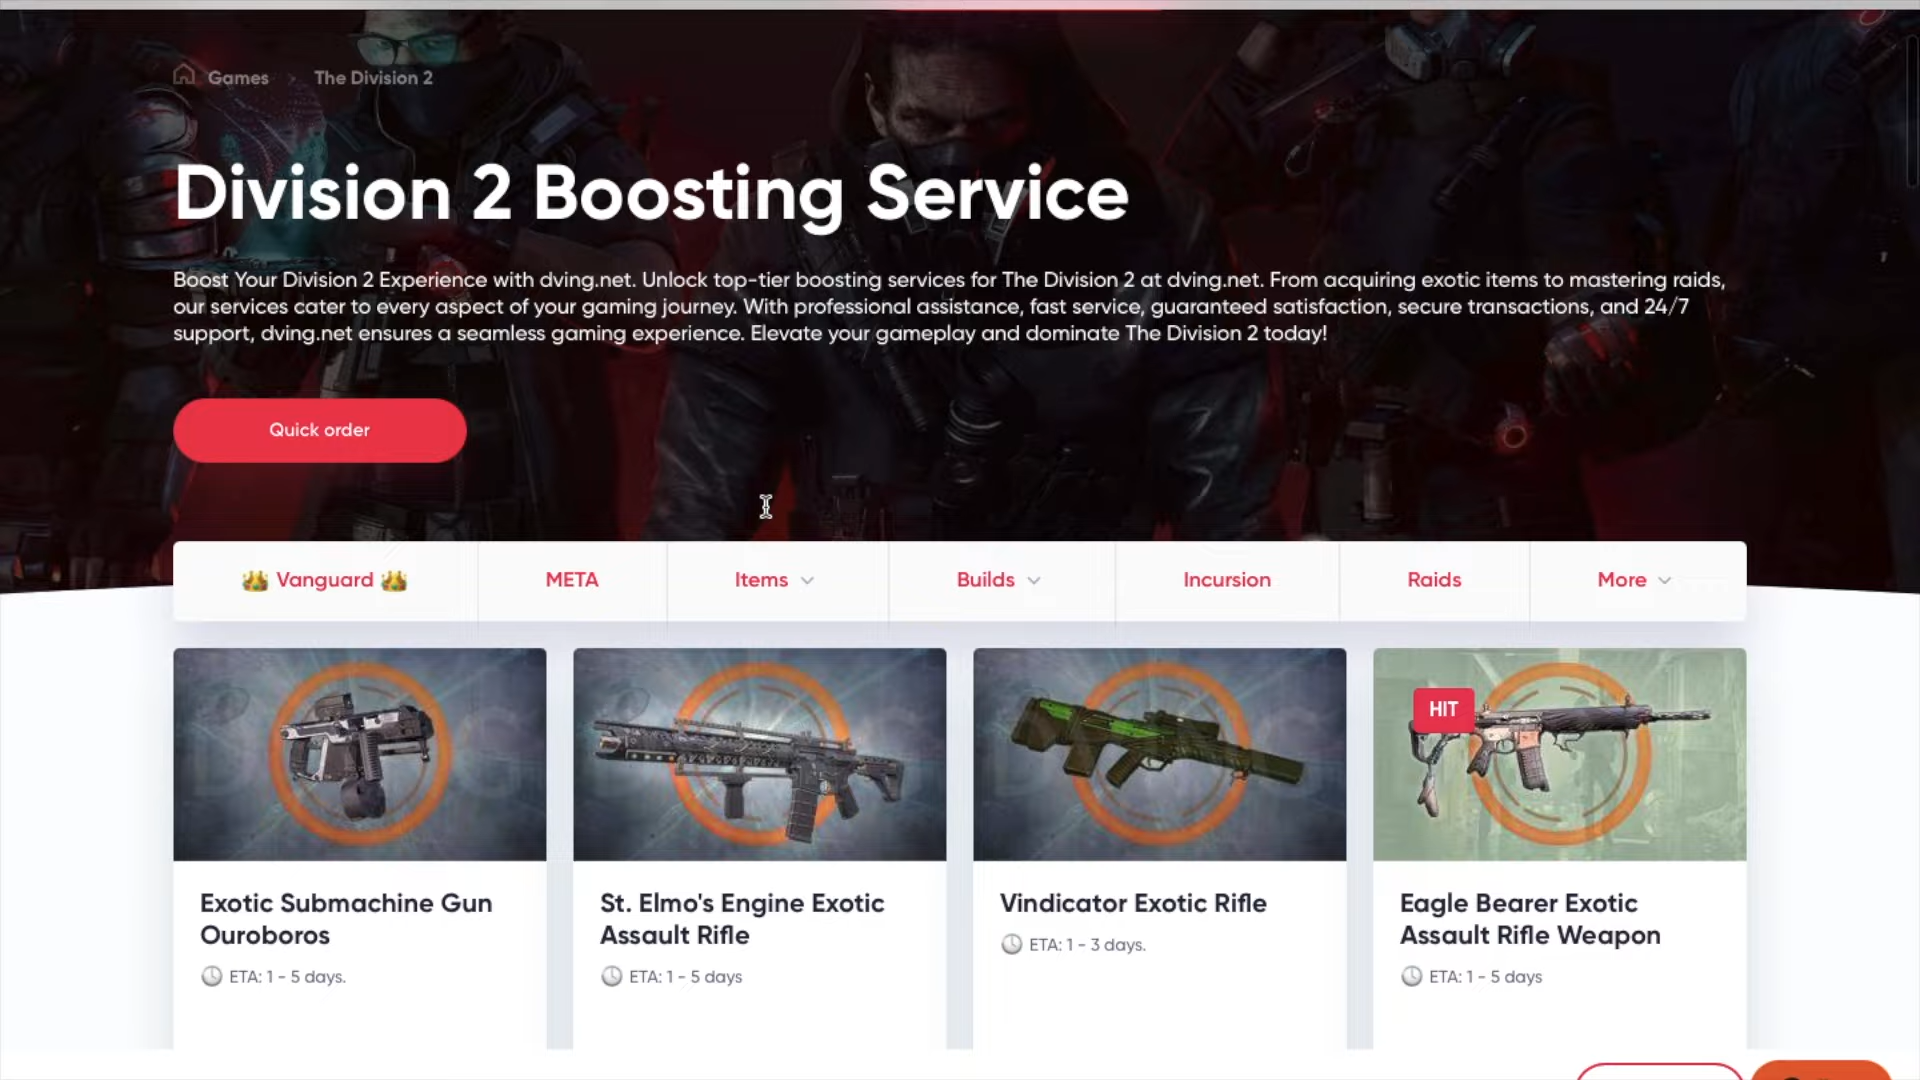 Games > The Division 2
Division 2 Boosting Service
Boost Your Division 2 Experience with dving.net. Unlock top-tier boosting services for The Division 2 at dving.net. From acquiring exotic items to mastering raids,
our services cater to every aspect of your gaming journey. With professional assistance, fast service, guaranteed satisfaction, secure transactions, and 24/7
support, dving.net ensures a seamless gaming experience. Elevate your gameplay and dominate The Division 2 today!
Quick order
Vanguard META Items Builds Incursion Raids More
HIT
Exotic Submachine Gun
Ouroboros
ETA: 1 - 5 days.
St. Elmo's Engine Exotic
Assault Rifle
ETA: 1 - 5 days
Vindicator Exotic Rifle
ETA: 1 - 3 days.
Eagle Bearer Exotic
Assault Rifle Weapon
ETA: 1 - 5 days